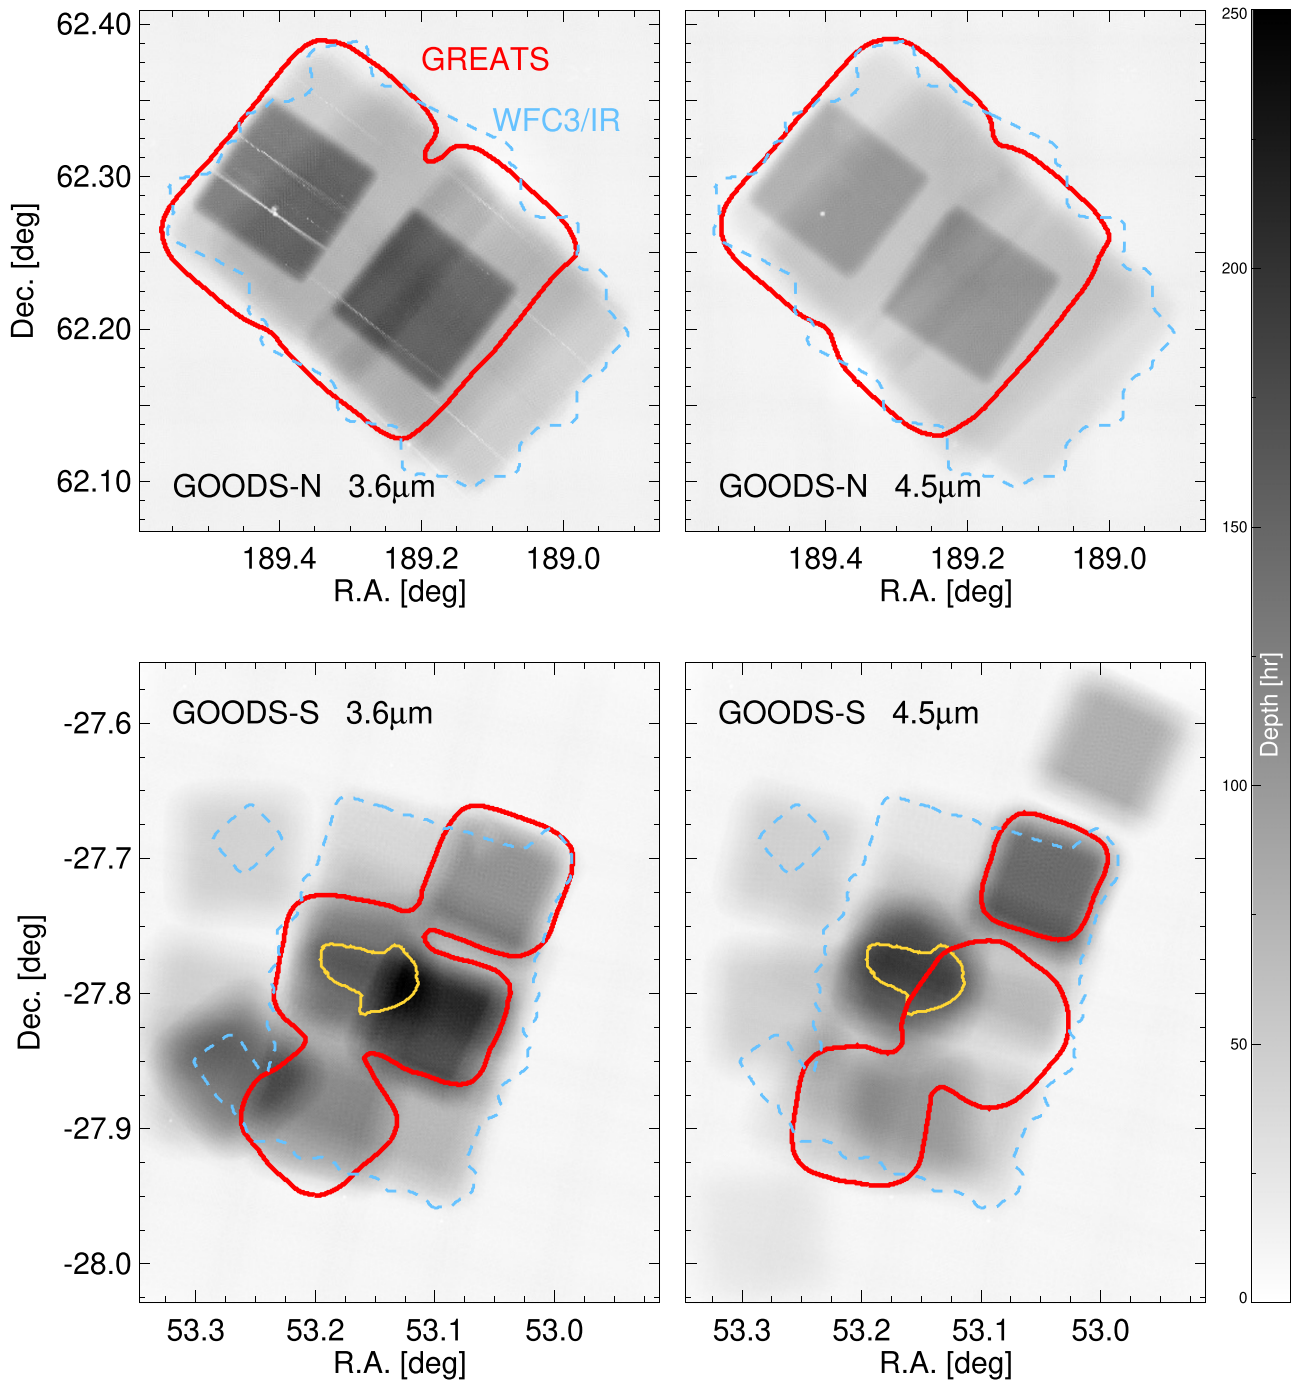 62.40
62.30
62.20
62.10
Dec. [deg]
GREATS
WFC3/IR
GOODS-N 3.6μm
189.4 189.2 189.0
R.A. [deg]
GOODS-N 4.5μm
189.4 189.2 189.0
R.A. [deg]
-27.6
-27.7
-27.8
-27.9
-28.0
Dec. [deg]
GOODS-S 3.6μm
53.3 53.2 53.1 53.0
R.A. [deg]
GOODS-S 4.5μm
53.3 53.2 53.1 53.0
R.A. [deg]
250
200
150
100
50
0
Depth [hr]